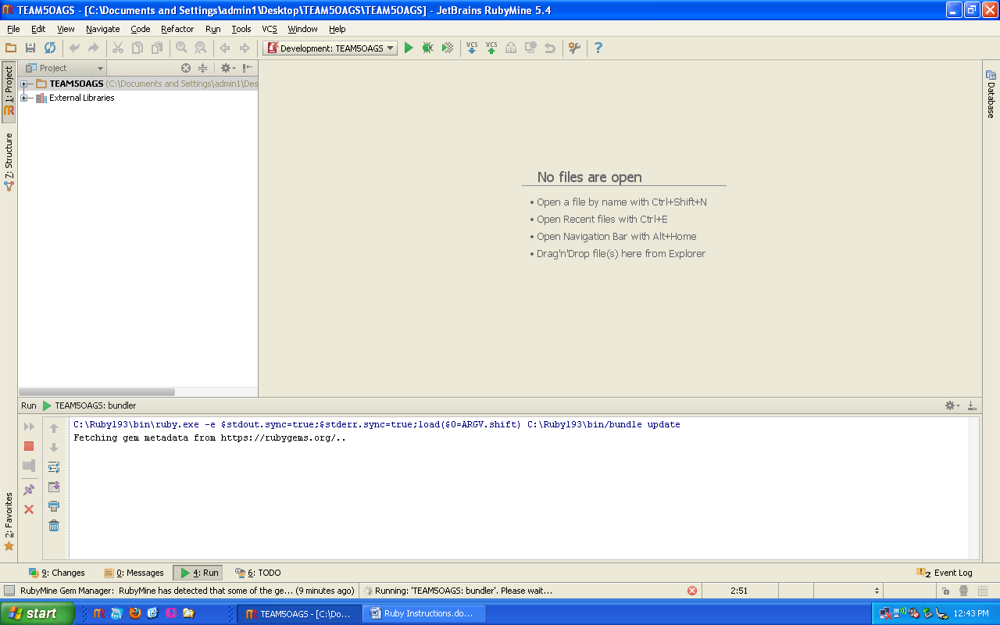 TEAM5OAGS - [C:\Documents and Settings\admin1\Desktop\TEAM5OAGS\TEAM5OAGS] - JetBrains RubyMine 5.4
File Edit View Navigate Code Refactor Run Tools VCS Window Help
Development: TEAM5OAGS
VCS VCS
1: Project
Z: Structure
2: Favorites
Project
TEAM5OAGS (C:\Documents and Settings\admin1\Des
External Libraries
No files are open
• Open a file by name with Ctrl+Shift+N
• Open Recent files with Ctrl+E
• Open Navigation Bar with Alt+Home
• Drag'n'Drop file(s) here from Explorer
Database
Run TEAM5OAGS: bundler
C:\Ruby193\bin\ruby.exe -e $stdout.sync=true;$stderr.sync=true;load($0=ARGV.shift) C:\Ruby193\bin/bundle update
Fetching gem metadata from https://rubygems.org/..
9: Changes 0: Messages 4: Run 6: TODO 2 Event Log
RubyMine Gem Manager: RubyMine has detected that some of the ge... (9 minutes ago) Running: 'TEAM5OAGS: bundler'. Please wait... 2:51
start TEAM5OAGS - [C:\Do... Ruby Instructions.do... 12:43 PM